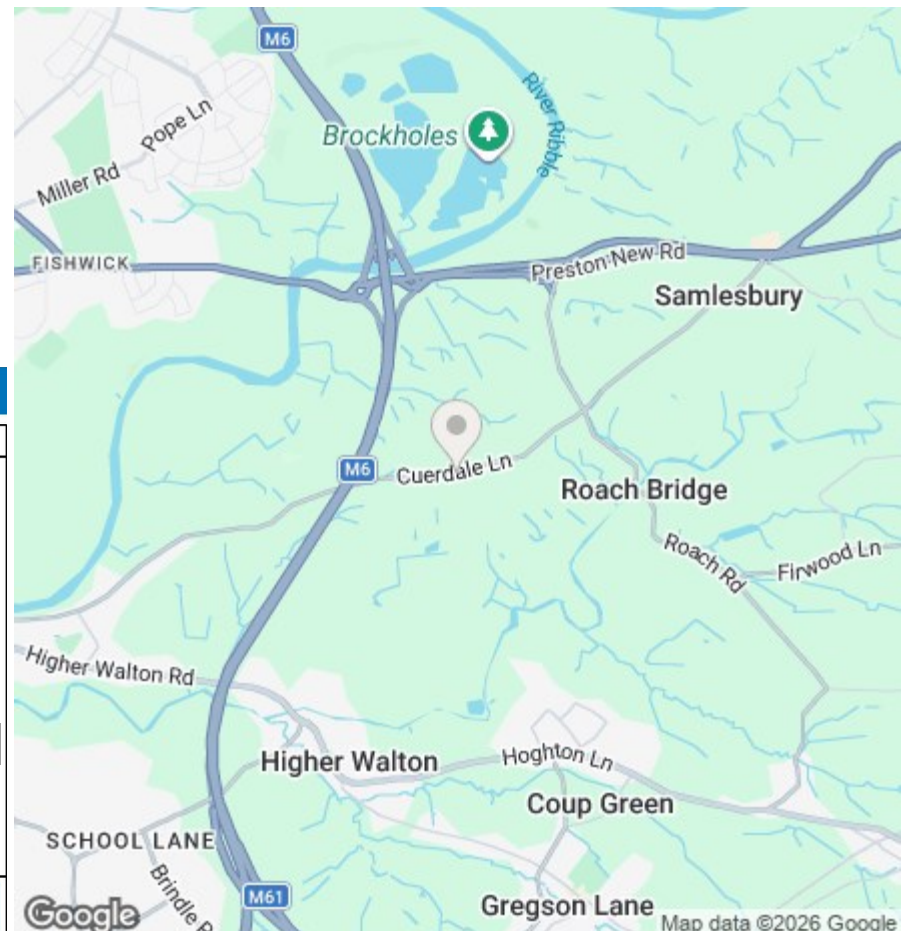 M6
Pope Ln
Brockholes
River Ribble
Miller Rd
FISHWICK
Preston New Rd
Samlesbury
M6
Cuerdale Ln
Roach Bridge
Roach Rd
Firwood Ln
Higher Walton Rd
Higher Walton
Hoghton Ln
Coup Green
SCHOOL LANE
Brindle R
M61
Gregson Lane
Google
Map data ©2026 Google